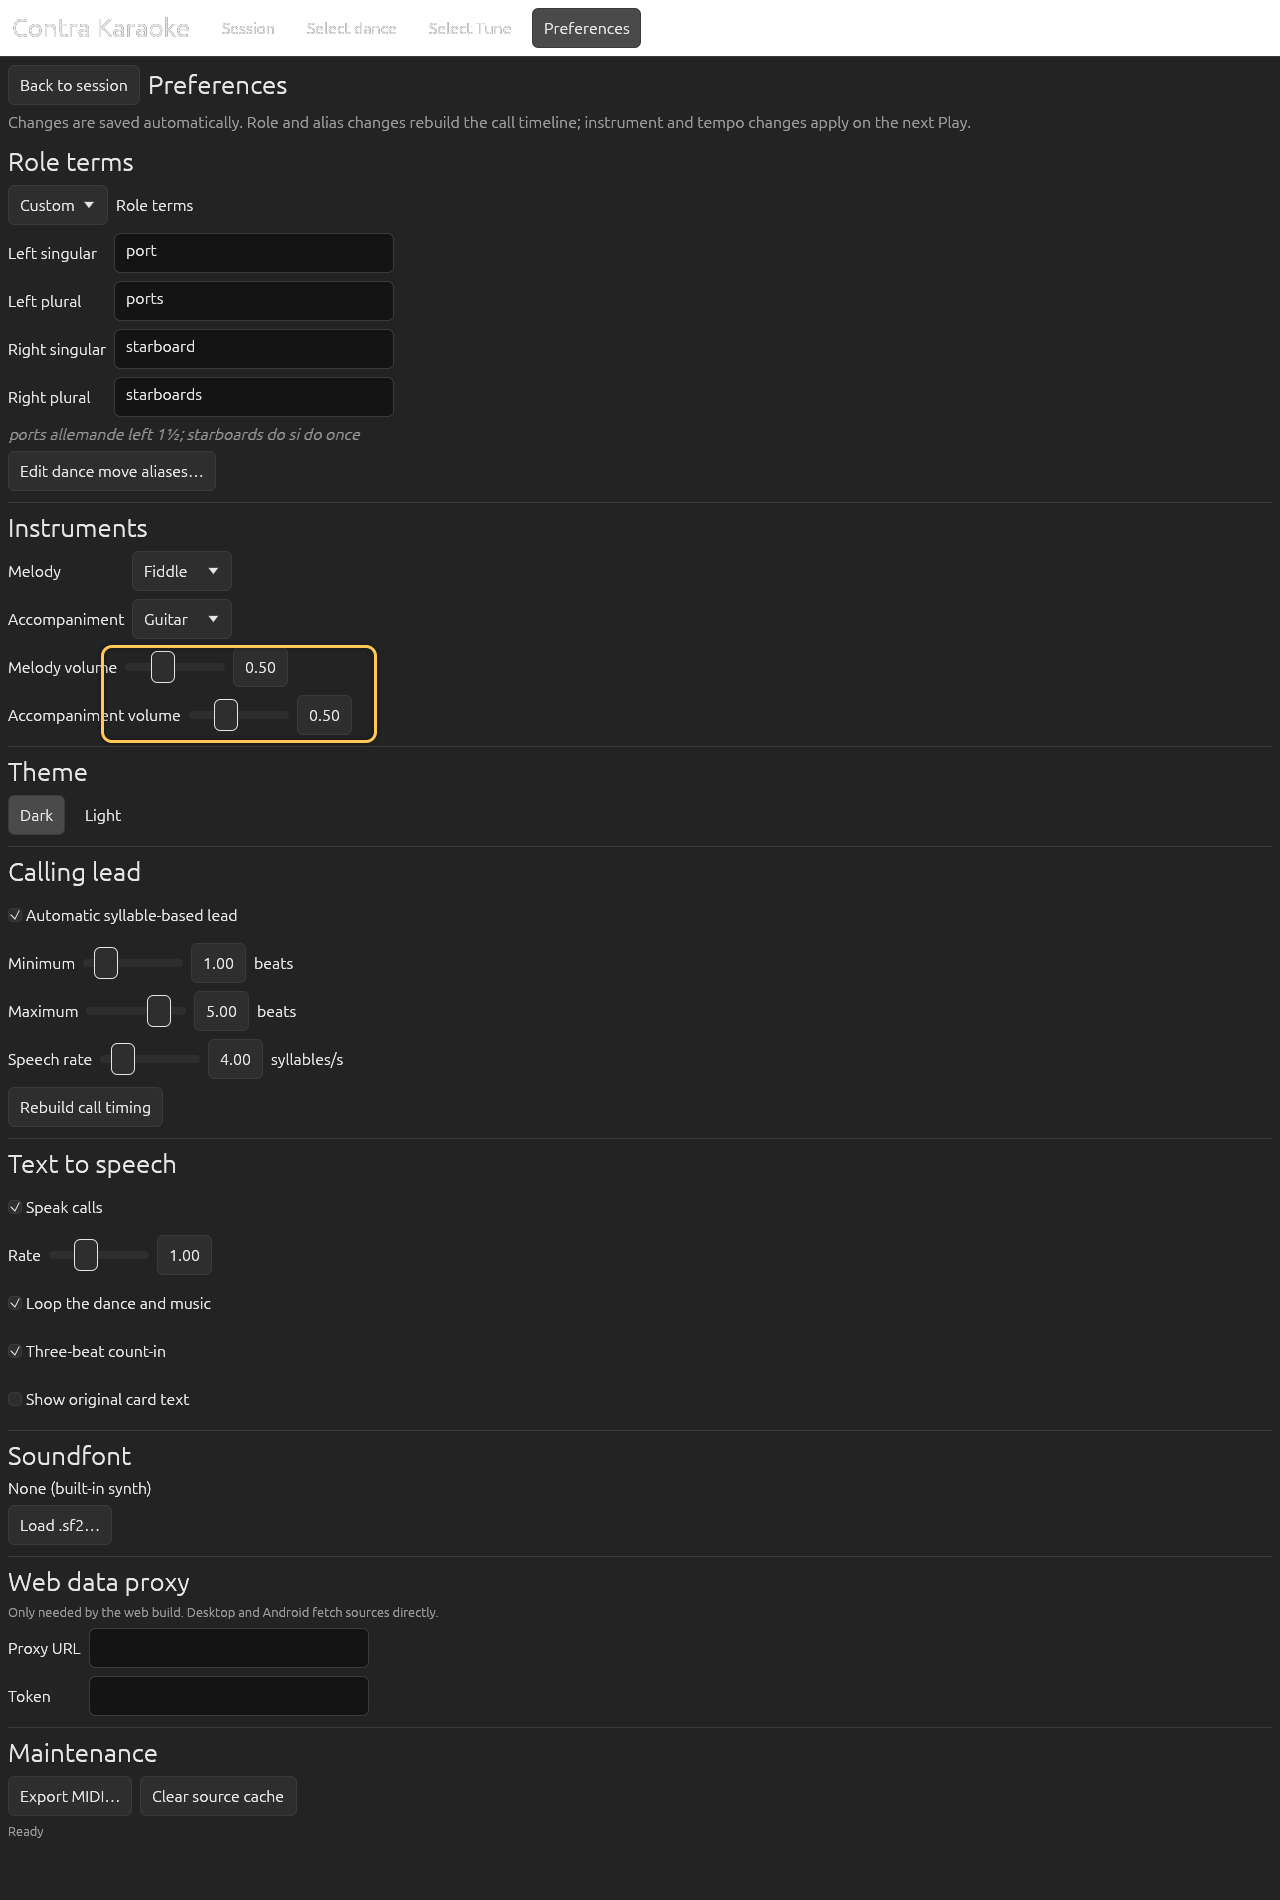 Contra Karaoke Session Select dance Select Tune Preferences
Back to session Preferences
Changes are saved automatically. Role and alias changes rebuild the call timeline; instrument and tempo changes apply on the next Play.
Role terms
Custom Role terms
Left singular port
Left plural ports
Right singular starboard
Right plural starboards
ports allemande left 1½; starboards do si do once
Edit dance move aliases...
Instruments
Melody Fiddle
Accompaniment Guitar
Melody volume 0.50
Accompaniment volume 0.50
Theme
Dark Light
Calling lead
Automatic syllable-based lead
Minimum 1.00 beats
Maximum 5.00 beats
Speech rate 4.00 syllables/s
Rebuild call timing
Text to speech
Speak calls
Rate 1.00
Loop the dance and music
Three-beat count-in
Show original card text
Soundfont
None (built-in synth)
Load .sf2...
Web data proxy
Only needed by the web build. Desktop and Android fetch sources directly.
Proxy URL
Token
Maintenance
Export MIDI... Clear source cache
Ready